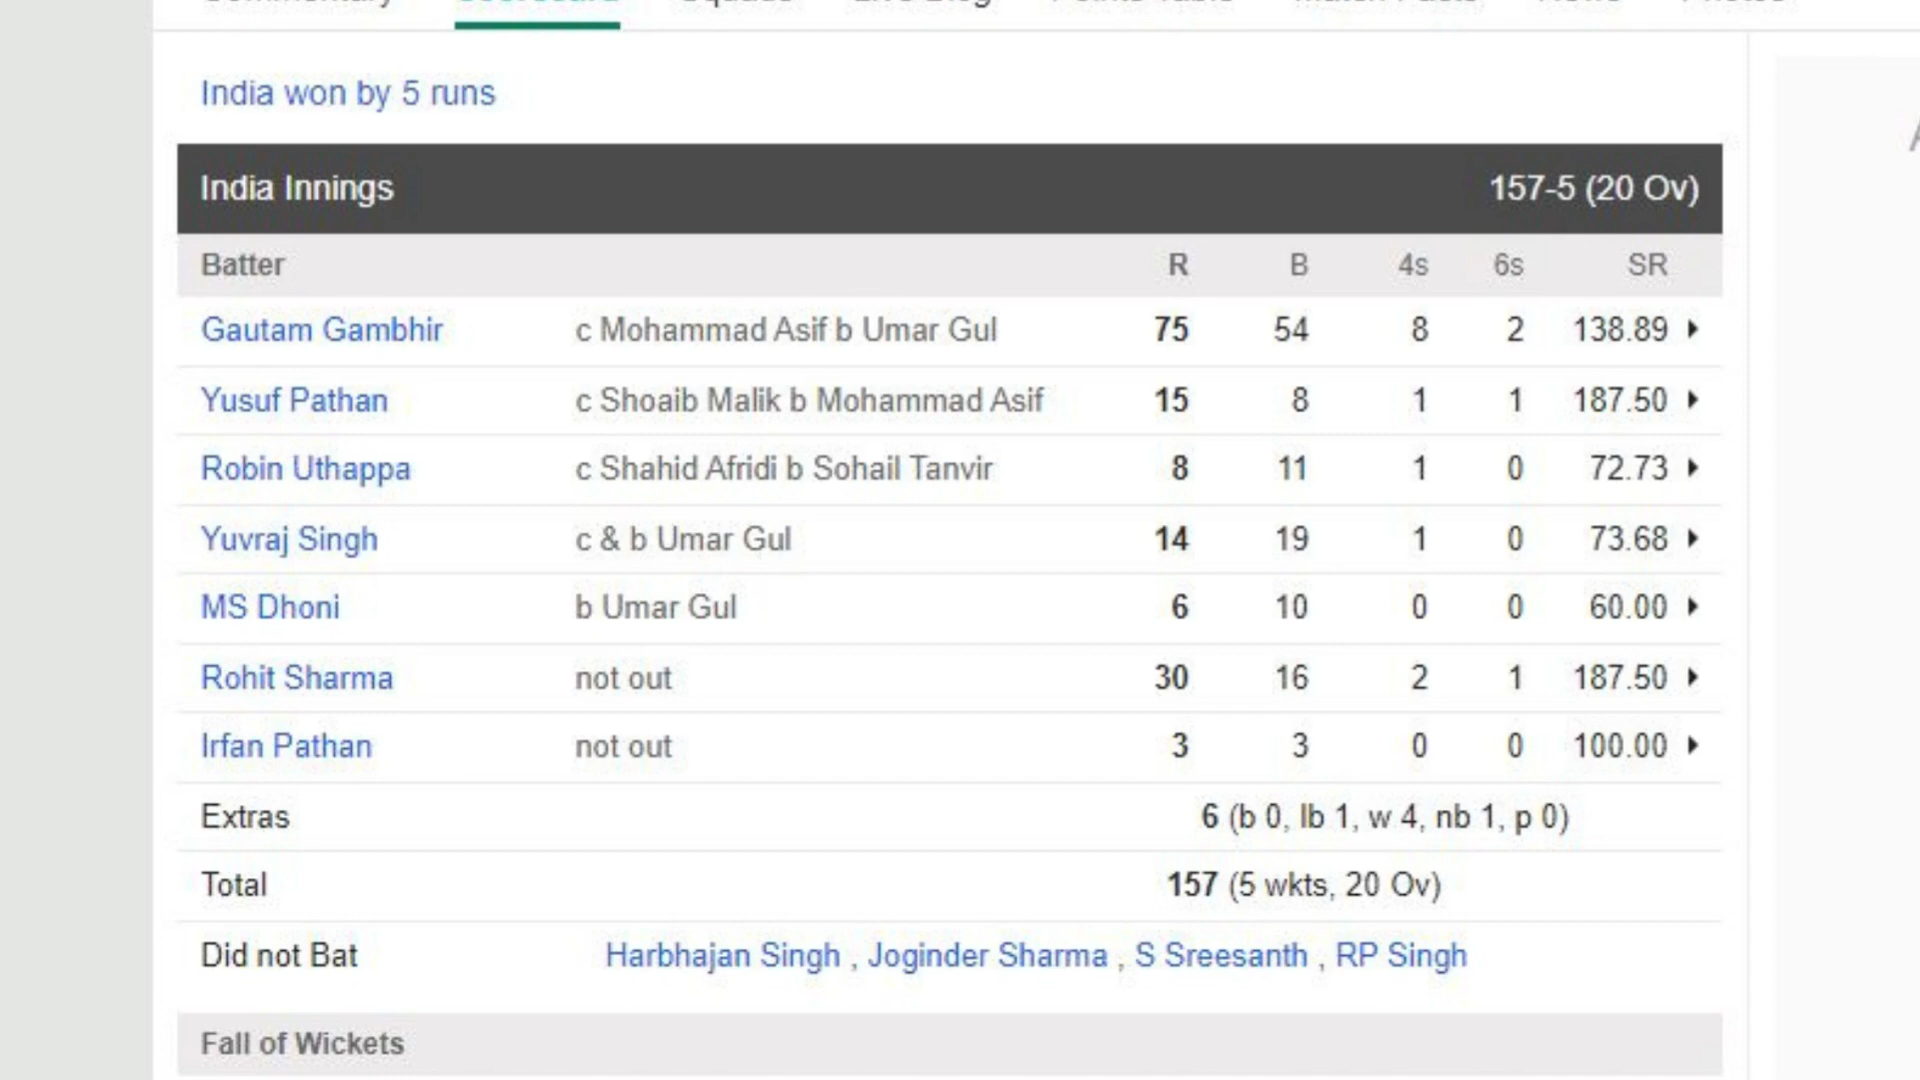 India won by 5 runs
India Innings 157-5 (20 Ov)
Batter R B 4s 6s SR
Gautam Gambhir c Mohammad Asif b Umar Gul 75 54 8 2 138.89
Yusuf Pathan c Shoaib Malik b Mohammad Asif 15 8 1 1 187.50
Robin Uthappa c Shahid Afridi b Sohail Tanvir 8 11 1 0 72.73
Yuvraj Singh c & b Umar Gul 14 19 1 0 73.68
MS Dhoni b Umar Gul 6 10 0 0 60.00
Rohit Sharma not out 30 16 2 1 187.50
Irfan Pathan not out 3 3 0 0 100.00
Extras 6 (b 0, lb 1, w 4, nb 1, p 0)
Total 157 (5 wkts, 20 Ov)
Did not Bat Harbhajan Singh , Joginder Sharma , S Sreesanth , RP Singh
Fall of Wickets